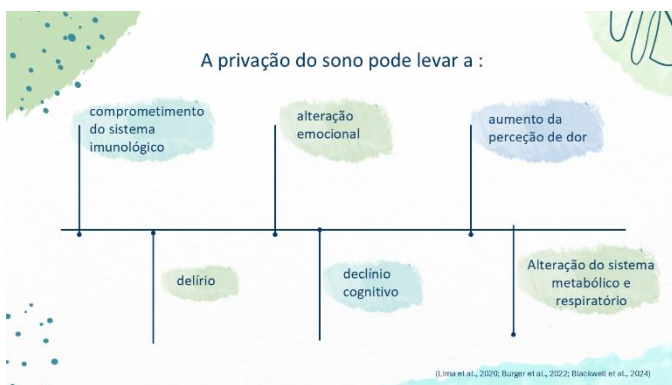 A privação do sono pode levar a :
comprometimento
do sistema
imunológico
alteração
emocional
aumento da
perceção de dor
delírio
declínio
cognitivo
Alteração do sistema
metabólico e
respiratório
(Lima et al., 2020; Burger et al., 2022; Blackwell et al., 2024)